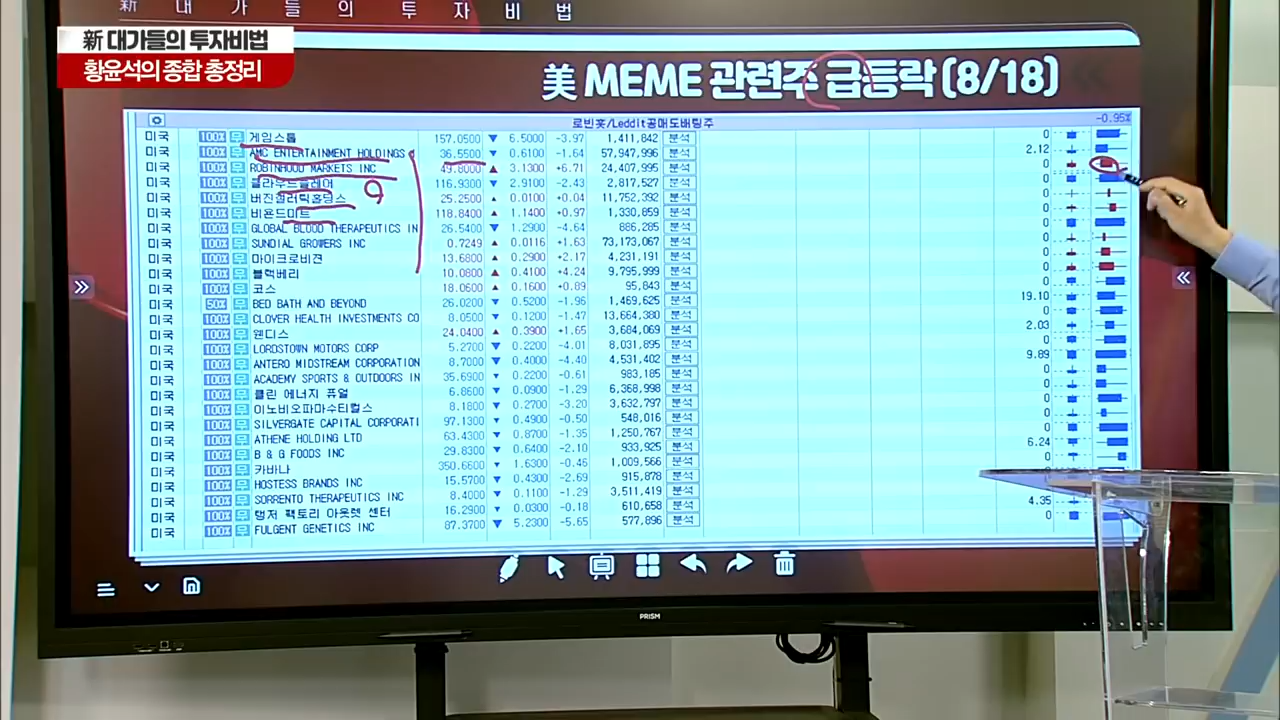 新 대 가 들 의 투 자 비 법
新 대가들의 투자비법
황윤석의 종합 총정리
美 MEME 관련주 급등락 (8/18)
로빈훗/Leddit공매도배팅주 -0.95%
미국 100% 무 게임스톱 157.0500 ▼ 6.5000 -3.97 1,411,842 분석 0
미국 100% 무 AMC ENTERTAINMENT HOLDINGS 36.5500 ▼ 0.6100 -1.64 57,947,996 분석 2.12
미국 100% 무 ROBINHOOD MARKETS INC 49.8000 ▲ 3.1300 +6.71 24,407,995 분석 0
미국 100% 무 클라우드플레어 116.9300 ▼ 2.9100 -2.43 2,817,527 분석 0
미국 100% 무 버진갤러틱홀딩스 25.2500 ▲ 0.0100 +0.04 11,752,392 분석 0
미국 100% 무 비욘드미트 118.8400 ▲ 1.1400 +0.97 1,330,859 분석 0
미국 100% 무 GLOBAL BLOOD THERAPEUTICS IN 26.5400 ▼ 1.2900 -4.64 886,285 분석 0
미국 100% 무 SUNDIAL GROWERS INC 0.7249 ▲ 0.0116 +1.63 73,173,067 분석 0
미국 100% 무 마이크로비젼 13.6800 ▲ 0.2900 +2.17 4,231,191 분석 0
미국 100% 무 블랙베리 10.0800 ▲ 0.4100 +4.24 9,795,999 분석 0
미국 100% 무 코스 18.0600 ▲ 0.1600 +0.89 95,843 분석 0
미국 50% 무 BED BATH AND BEYOND 26.0200 ▼ 0.5200 -1.96 1,469,625 분석 19.10
미국 100% 무 CLOVER HEALTH INVESTMENTS CO 8.0500 ▼ 0.1200 -1.47 13,664,380 분석 0
미국 100% 무 웬디스 24.0400 ▲ 0.3900 +1.65 3,684,069 분석 2.03
미국 100% 무 LORDSTOWN MOTORS CORP 5.2700 ▼ 0.2200 -4.01 8,031,895 분석 0
미국 100% 무 ANTERO MIDSTREAM CORPORATION 8.7000 ▼ 0.4000 -4.40 4,531,402 분석 9.89
미국 100% 무 ACADEMY SPORTS & OUTDOORS IN 35.6900 ▼ 0.2200 -0.61 983,185 분석 0
미국 100% 무 클린 에너지 퓨얼 6.8600 ▼ 0.0900 -1.29 6,368,998 분석 0
미국 100% 무 이노비오파마수티컬스 8.1800 ▼ 0.2700 -3.20 3,632,797 분석 0
미국 100% 무 SILVERGATE CAPITAL CORPORATI 97.1300 ▼ 0.4900 -0.50 548,016 분석 0
미국 100% 무 ATHENE HOLDING LTD 63.4300 ▼ 0.8700 -1.35 1,250,767 분석 0
미국 100% 무 B & G FOODS INC 29.8300 ▼ 0.6400 -2.10 933,925 분석 6.24
미국 100% 무 카바나 350.6600 ▼ 1.6300 -0.46 1,009,566 분석 0
미국 100% 무 HOSTESS BRANDS INC 15.5700 ▼ 0.4300 -2.69 915,878 분석
미국 100% 무 SORRENTO THERAPEUTICS INC 8.4000 ▼ 0.1100 -1.29 3,511,419 분석
미국 100% 무 탱거 팩토리 아웃렛 센터 16.2900 ▼ 0.0300 -0.18 610,658 분석 4.35
미국 100% 무 FULGENT GENETICS INC 87.3700 ▼ 5.2300 -5.65 577,896 분석 0
PRISM